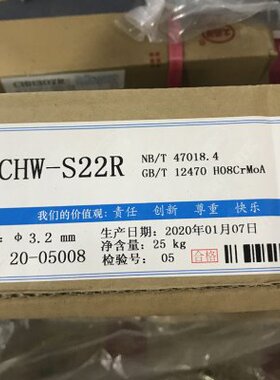 CHW-S22R
NB/T 47018.4
GB/T 12470 H08CrMoA
我们的价值观: 责任 创新 尊重 快乐
: Φ 3.2 mm
生产日期: 2020年01月07日
净含量: 25 kg
: 20-05008
检验号: 05
合格